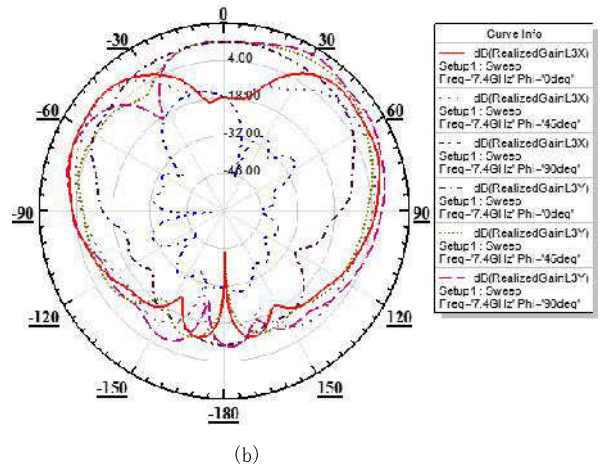 0
-30
30
4.00
-60
60
-18.00
-32.00
-46.00
-90
90
-120
120
-150
150
-180
Curve Info
dB(RealizedGainL3X)
Setup1 : Sweep
Freq='7.4GHz' Phi='0deg'
dB(RealizedGainL3X)
Setup1 : Sweep
Freq='7.4GHz' Phi='45deg'
dB(RealizedGainL3X)
Setup1 : Sweep
Freq='7.4GHz' Phi='90deg'
dB(RealizedGainL3Y)
Setup1 : Sweep
Freq='7.4GHz' Phi='0deg'
dB(RealizedGainL3Y)
Setup1 : Sweep
Freq='7.4GHz' Phi='45deg'
dB(RealizedGainL3Y)
Setup1 : Sweep
Freq='7.4GHz' Phi='90deg'
(b)